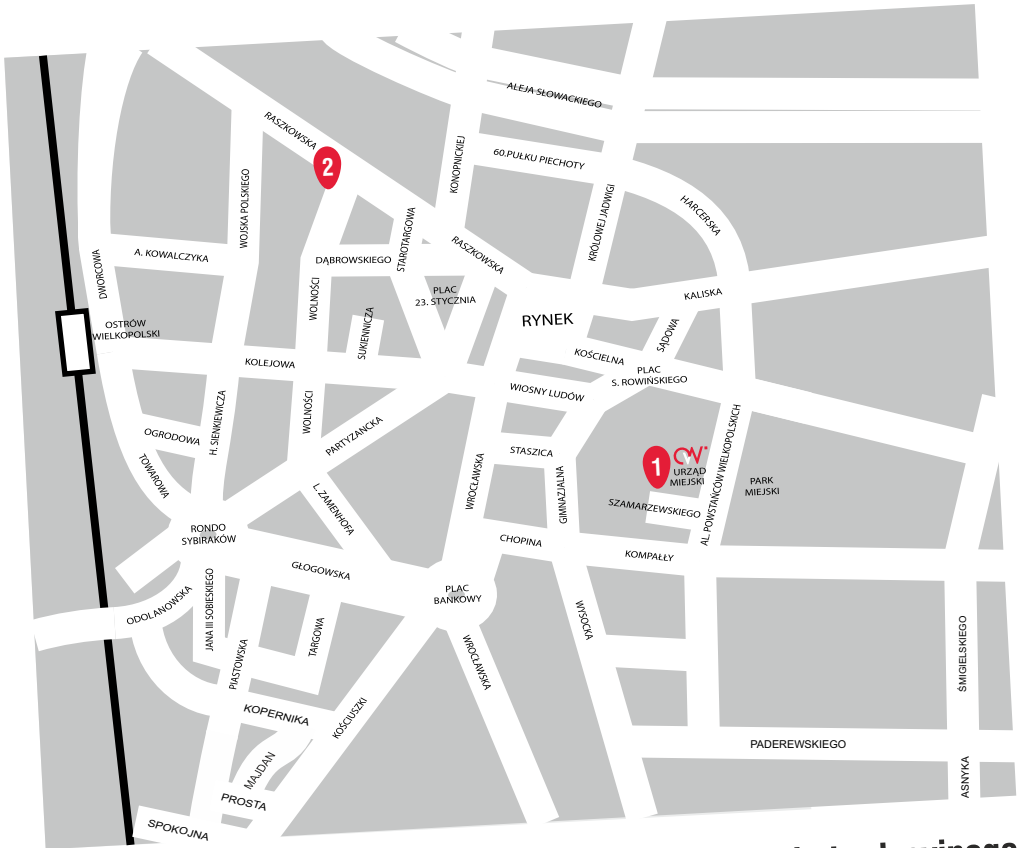 ALEJA SŁOWACKIEGO
RASZKOWSKA
2
60.PUŁKU PIECHOTY
KONOPNICKIEJ
WOJSKA POLSKIEGO
HARCERSKA
KRÓLOWEJ JADWIGI
STAROTARGOWA
A. KOWALCZYKA
DĄBROWSKIEGO
RASZKOWSKA
DWORCOWA
WOLNOŚCI
PLAC
23. STYCZNIA
KALISKA
OSTRÓW
WIELKOPOLSKI
SUKIENNICZA
RYNEK
SĄDOWA
KOŚCIELNA
KOLEJOWA
PLAC
S. ROWIŃSKIEGO
WIOSNY LUDÓW
WOLNOŚCI
H. SIENKIEWICZA
OGRODOWA
PARTYZANCKA
STASZICA
1
URZĄD
MIEJSKI
AL. POWSTAŃCÓW WIELKOPOLSKICH
PARK
MIEJSKI
TOWAROWA
WROCŁAWSKA
GIMNAZJALNA
L. ZAMENHOFA
SZAMARZEWSKIEGO
RONDO
SYBIRAKÓW
CHOPINA
KOMPAŁŁY
GŁOGOWSKA
PLAC
BANKOWY
ODOLANOWSKA
JANA III SOBIESKIEGO
TARGOWA
PIASTOWSKA
WROCŁAWSKA
WYSOCKA
ŚMIGIELSKIEGO
KOPERNIKA
KOŚCIUSZKI
PADEREWSKIEGO
MAJDAN
ASNYKA
PROSTA
SPOKOJNA